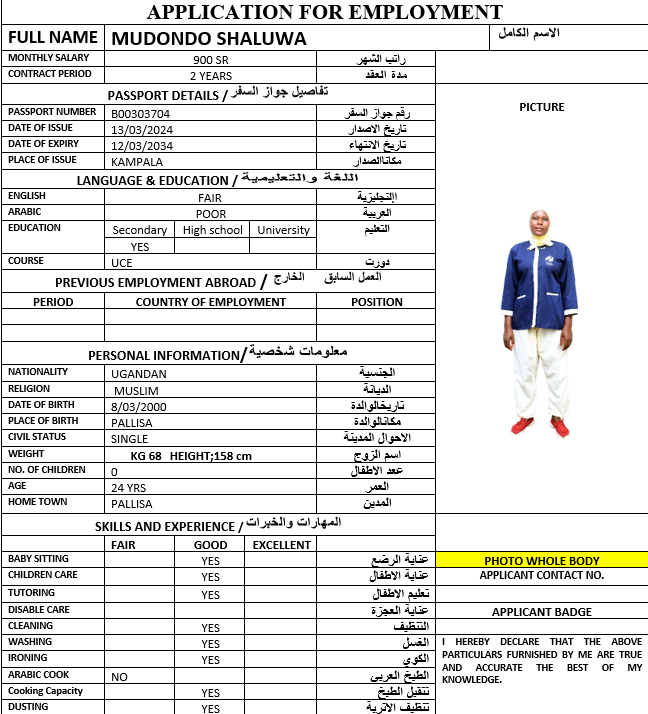 APPLICATION FOR EMPLOYMENT
FULL NAME MUDONDO SHALUWA الاسم الكامل
MONTHLY SALARY 900 SR راتب الشهر
CONTRACT PERIOD 2 YEARS مدة العقد
PASSPORT DETAILS / تفاصيل جواز السفر
PICTURE
PASSPORT NUMBER B00303704 رقم جواز السفر
DATE OF ISSUE 13/03/2024 تاريخ الاصدار
DATE OF EXPIRY 12/03/2034 تاريخ الانتهاء
PLACE OF ISSUE KAMPALA مكاناالصدار
LANGUAGE & EDUCATION / اللغة والتعليمية
ENGLISH FAIR اإلنجليزية
ARABIC POOR العربية
EDUCATION Secondary High school University التعليم
YES
COURSE UCE دورت
PREVIOUS EMPLOYMENT ABROAD / العمل السابق الخارج
PERIOD COUNTRY OF EMPLOYMENT POSITION
PERSONAL INFORMATION/ معلومات شخصية
NATIONALITY UGANDAN الجنسية
RELIGION MUSLIM الديانة
DATE OF BIRTH 8/03/2000 تاريخالوالدة
PLACE OF BIRTH PALLISA مكانالوالدة
CIVIL STATUS SINGLE الاحوال المدينة
WEIGHT KG 68 HEIGHT;158 cm اسم الزوج
NO. OF CHILDREN 0 عدد الاطفال
AGE 24 YRS العمر
HOME TOWN PALLISA المدين
SKILLS AND EXPERIENCE / المهارات والخبرات
FAIR GOOD EXCELLENT
BABY SITTING YES عناية الرضع PHOTO WHOLE BODY
CHILDREN CARE YES عناية الاطفال APPLICANT CONTACT NO.
TUTORING YES تعليم الاطفال
DISABLE CARE عناية العجزة APPLICANT BADGE
CLEANING YES التنظيف
WASHING YES الغسل
IRONING YES الكوي
ARABIC COOK NO الطبخ العربي
Cooking Capacity YES تتقبل الطبخ
DUSTING YES تنظيف الاتربة
I HEREBY DECLARE THAT THE ABOVE
PARTICULARS FURNISHED BY ME ARE TRUE
AND ACCURATE THE BEST OF MY
KNOWLEDGE.